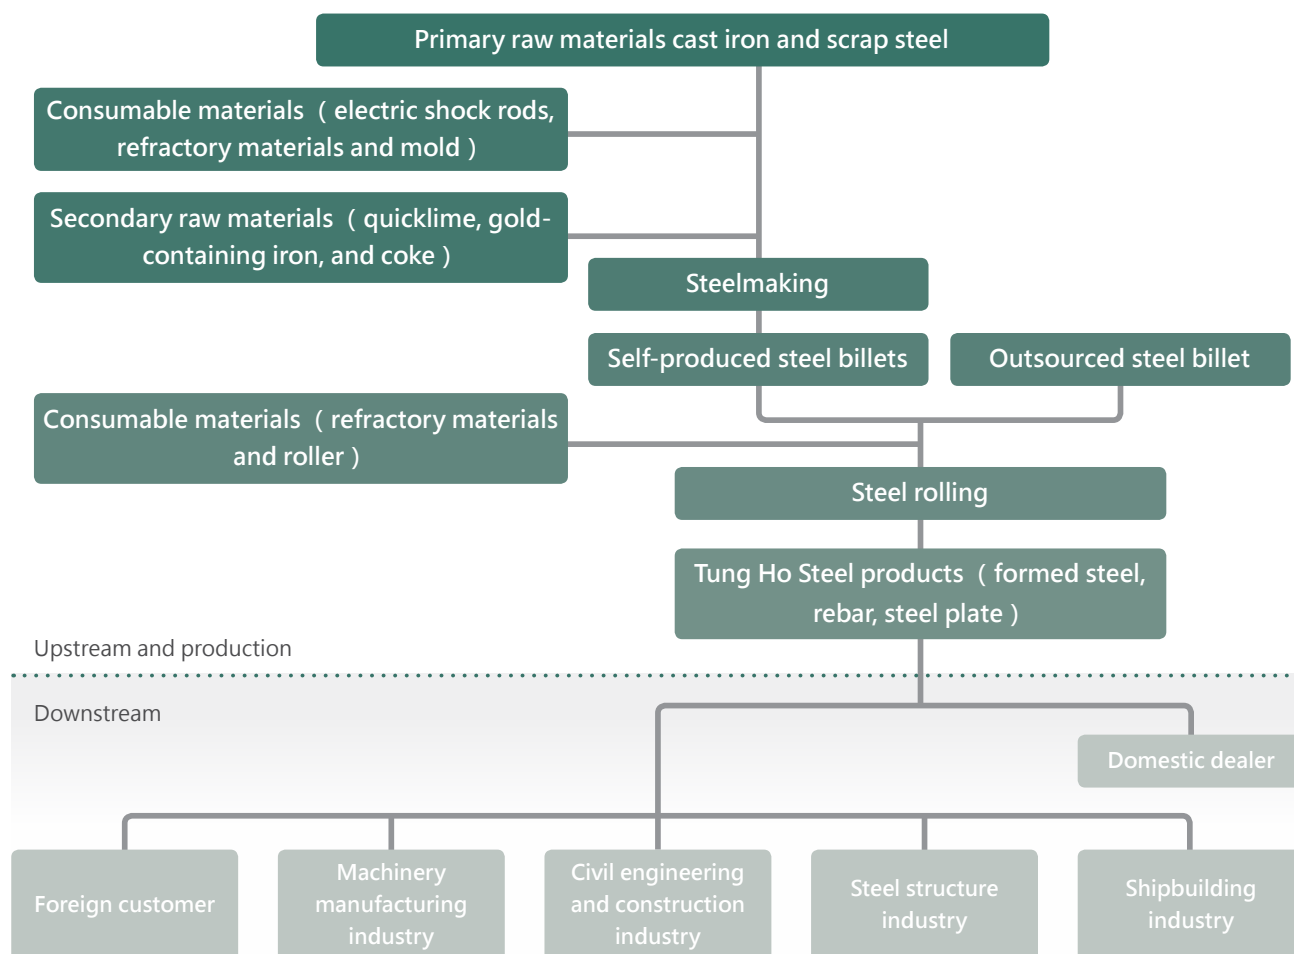 Primary raw materials cast iron and scrap steel
Consumable materials ( electric shock rods,
refractory materials and mold )
Secondary raw materials ( quicklime, gold-
containing iron, and coke )
Steelmaking
Self-produced steel billets
Outsourced steel billet
Consumable materials ( refractory materials
and roller )
Steel rolling
Tung Ho Steel products ( formed steel,
rebar, steel plate )
Upstream and production
Downstream
Domestic dealer
Foreign customer
Machinery
manufacturing
industry
Civil engineering
and construction
industry
Steel structure
industry
Shipbuilding
industry